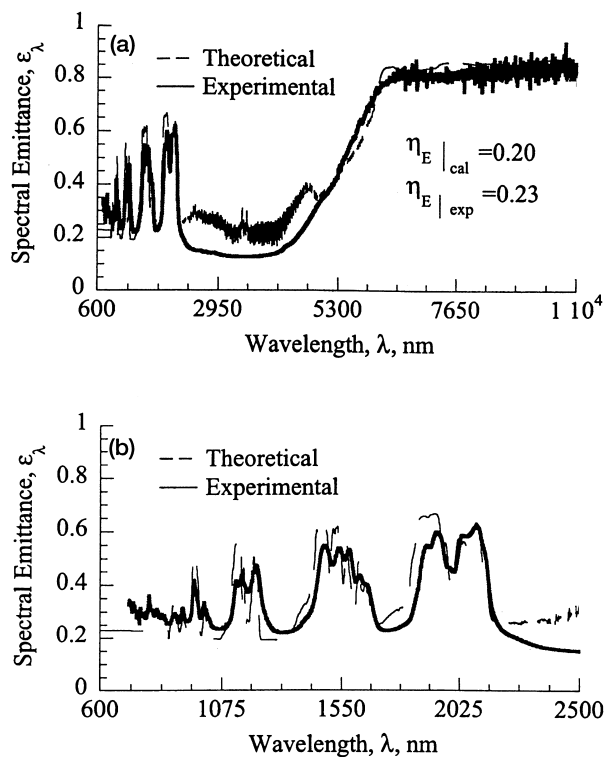 1
(a)
Theoretical
Experimental
0.8
0.6
0.4
0.2
0
Spectral Emittance, ελ
ηE | cal =0.20
ηE | exp =0.23
600 2950 5300 7650 1 10⁴
Wavelength, λ, nm
1
(b)
Theoretical
Experimental
0.8
0.6
0.4
0.2
0
Spectral Emittance, ελ
600 1075 1550 2025 2500
Wavelength, λ, nm